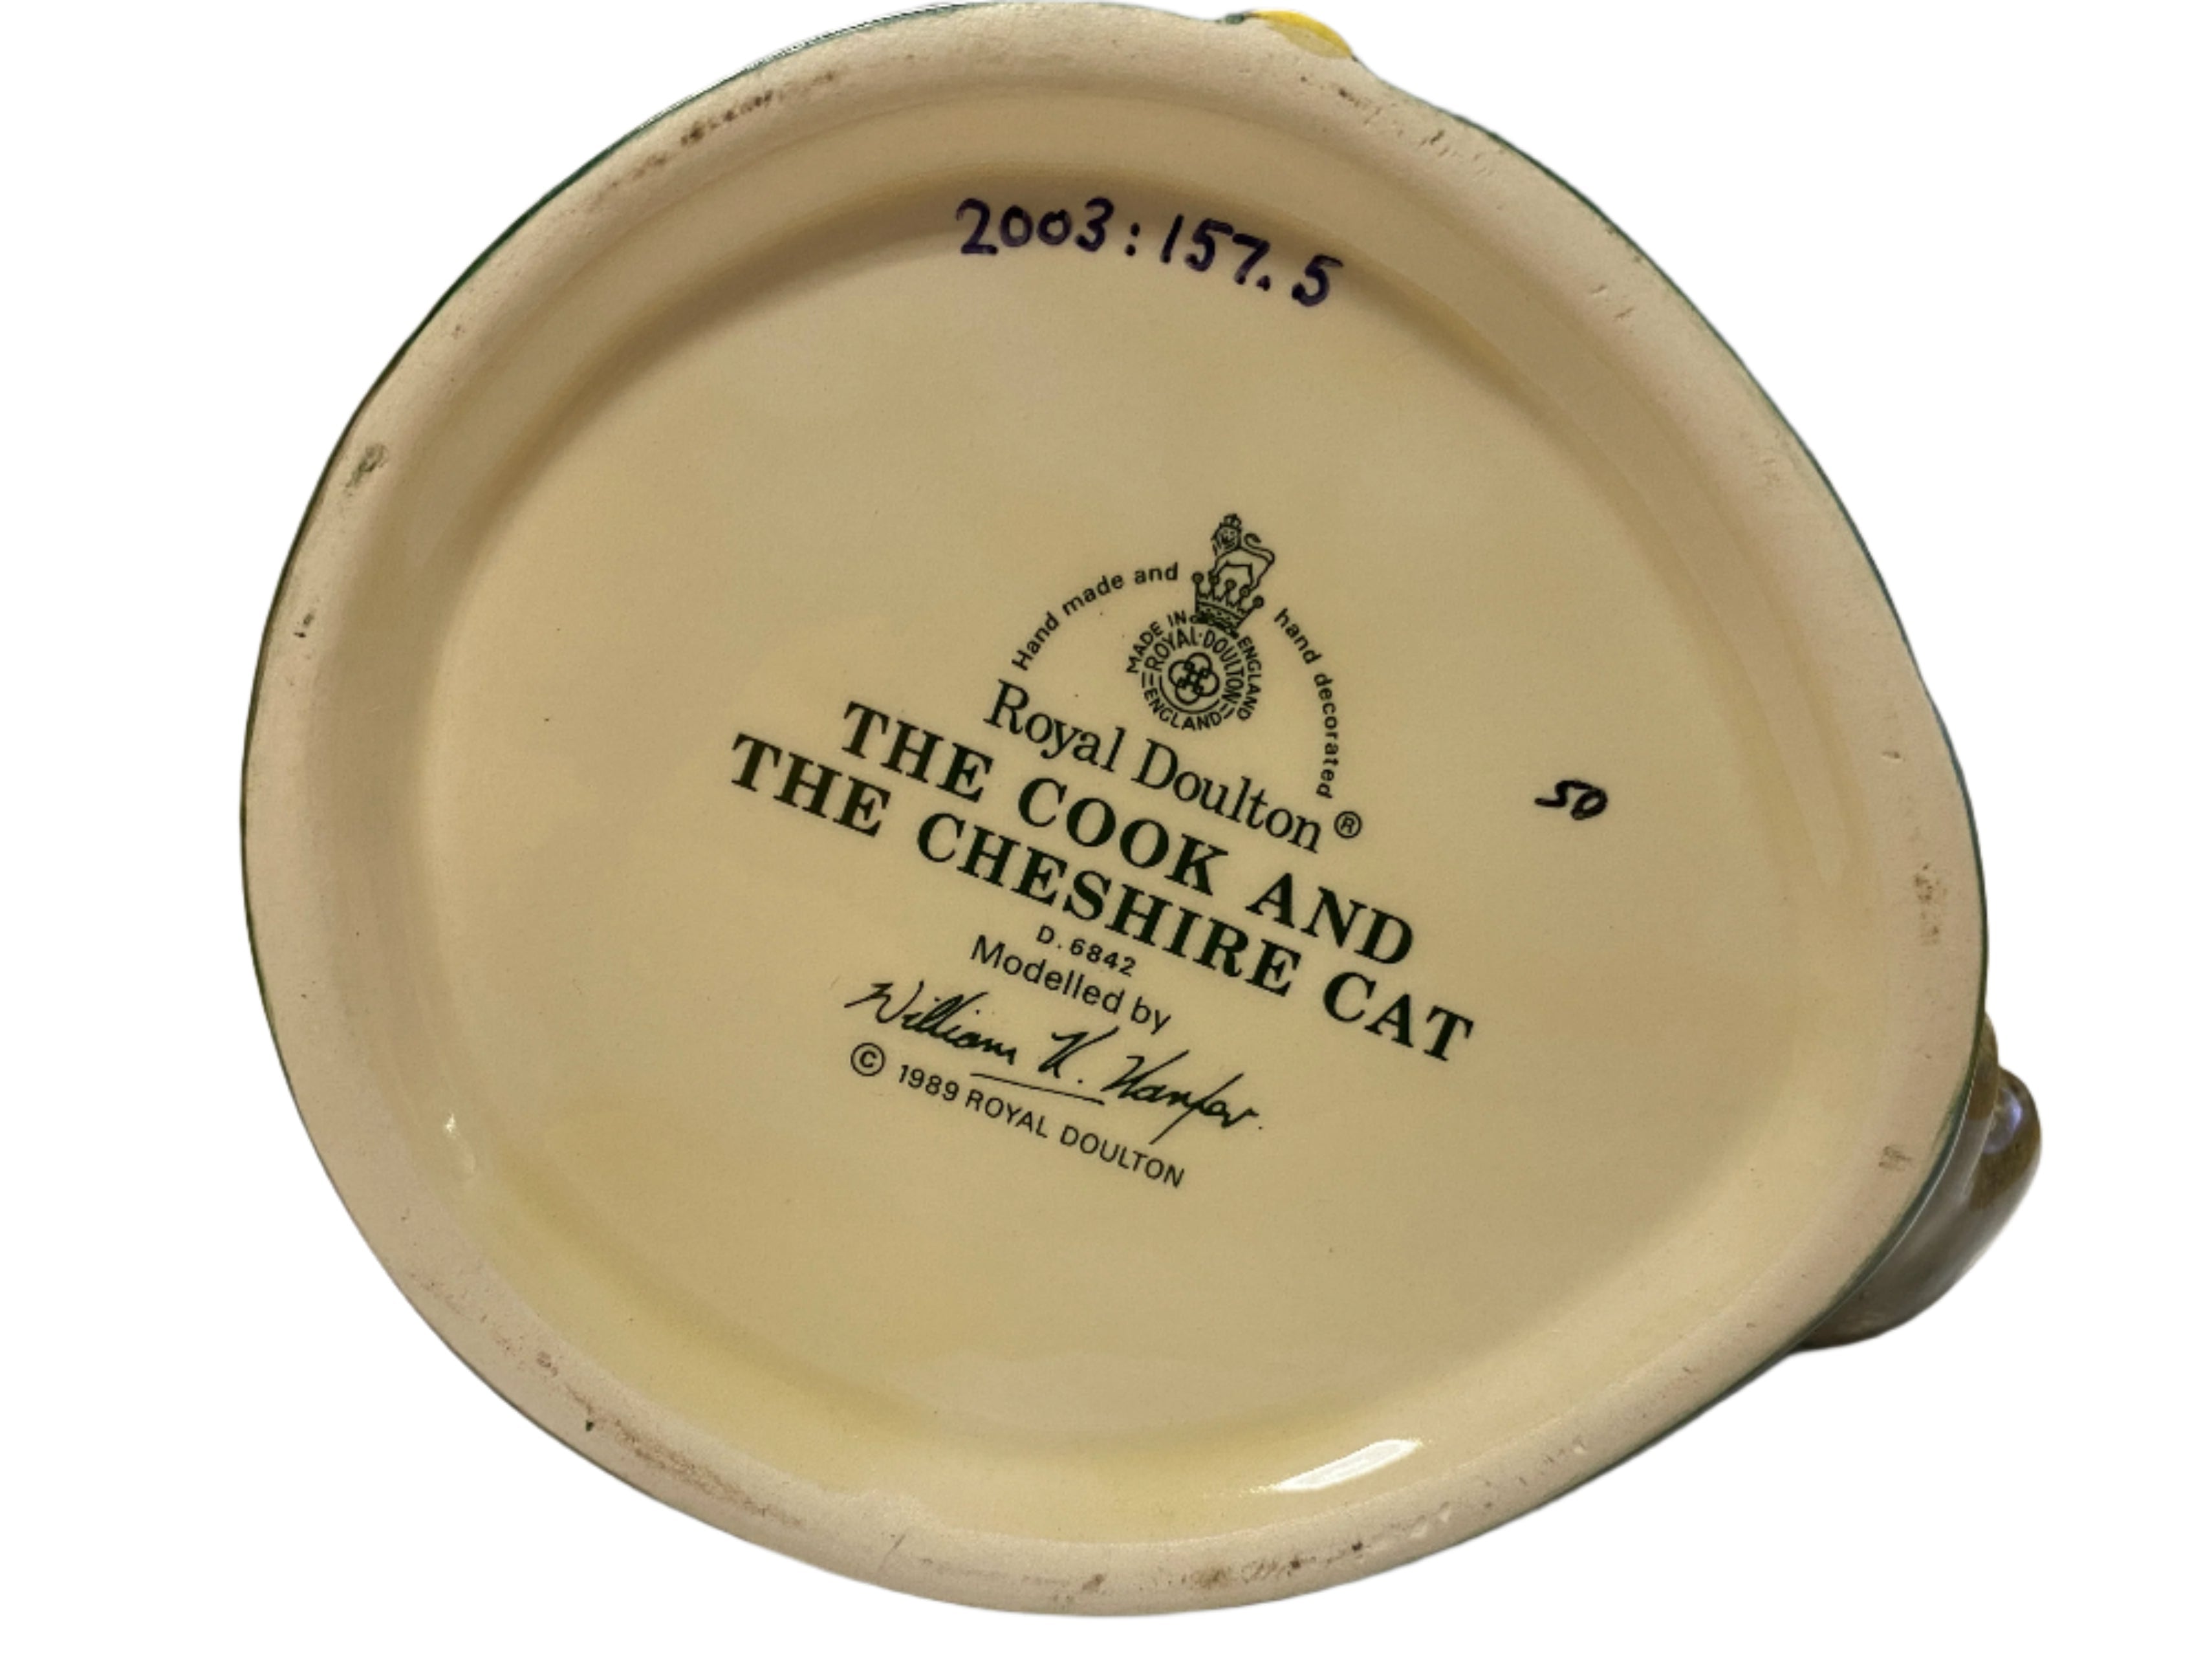 2003:157.5
Hand made and hand decorated
MADE IN ENGLAND
ROYAL·DOULTON
ENGLAND
Royal Doulton ®
THE COOK AND
THE CHESHIRE CAT
D.6842
Modelled by
William K. Harper.
© 1989 ROYAL DOULTON
50